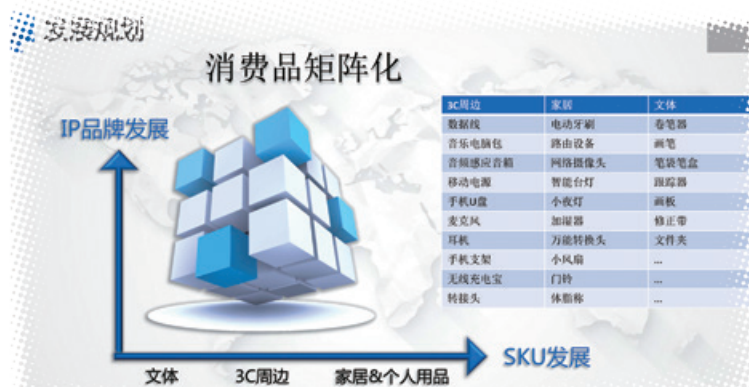 发展规划
消费品矩阵化
IP品牌发展
3C周边 家居 文体
数据线 电动牙刷 卷笔器
音乐电脑包 路由设备 画笔
音频感应音箱 网络摄像头 笔袋笔盒
移动电源 智能台灯 跟踪器
手机U盘 小夜灯 画板
麦克风 加湿器 修正带
耳机 万能转换头 文件夹
手机支架 小风扇 ...
无线充电宝 门铃 ...
转接头 体脂称 ...
SKU发展
文体 3C周边 家居&个人用品